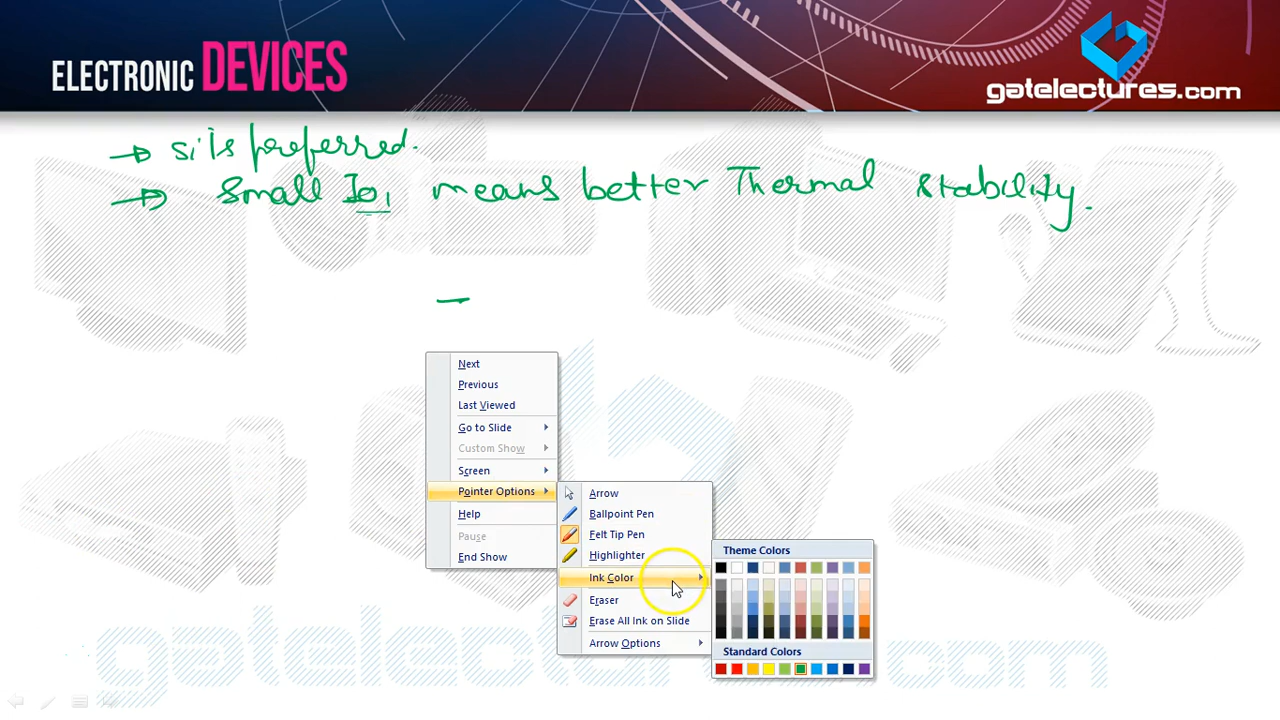 ELECTRONIC DEVICES
gatelectures.com
→ si is preferred.
→ Small Io, means better Thermal Stability.
Next
Previous
Last Viewed
Go to Slide
Custom Show
Screen
Pointer Options
Help
Pause
End Show
Arrow
Ballpoint Pen
Felt Tip Pen
Highlighter
Ink Color
Eraser
Erase All Ink on Slide
Arrow Options
Theme Colors
Standard Colors
gatelectures.com